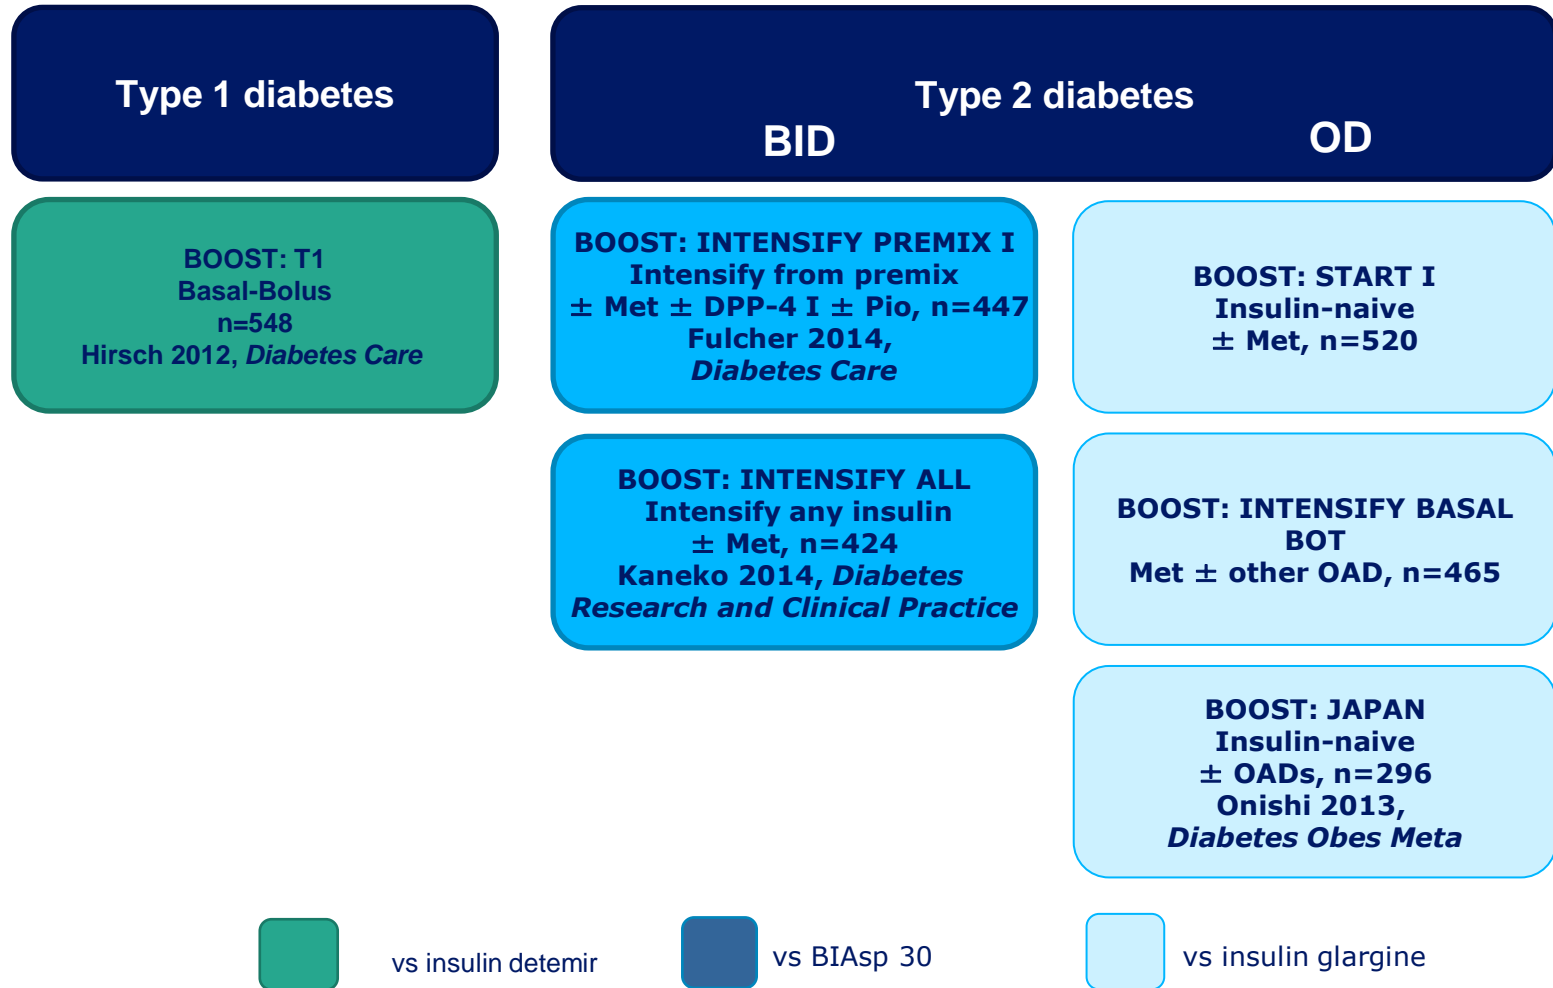 Type 1 diabetes
Type 2 diabetes
BID
OD
BOOST: T1
Basal-Bolus
n=548
Hirsch 2012, Diabetes Care
BOOST: INTENSIFY PREMIX I
Intensify from premix
± Met ± DPP-4 I ± Pio, n=447
Fulcher 2014,
Diabetes Care
BOOST: START I
Insulin-naive
± Met, n=520
BOOST: INTENSIFY ALL
Intensify any insulin
± Met, n=424
Kaneko 2014, Diabetes
Research and Clinical Practice
BOOST: INTENSIFY BASAL
BOT
Met ± other OAD, n=465
BOOST: JAPAN
Insulin-naive
± OADs, n=296
Onishi 2013,
Diabetes Obes Meta
vs insulin detemir
vs BIAsp 30
vs insulin glargine